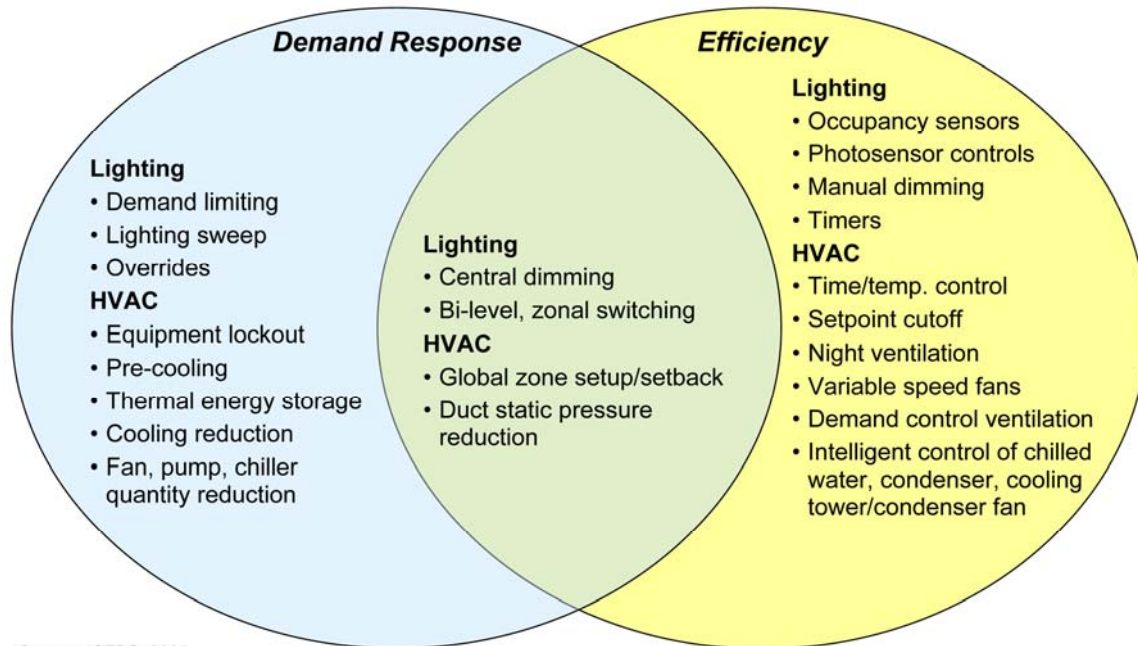 Demand Response
Efficiency
Lighting
• Demand limiting
• Lighting sweep
• Overrides
HVAC
• Equipment lockout
• Pre-cooling
• Thermal energy storage
• Cooling reduction
• Fan, pump, chiller
quantity reduction
Lighting
• Central dimming
• Bi-level, zonal switching
HVAC
• Global zone setup/setback
• Duct static pressure
reduction
Lighting
• Occupancy sensors
• Photosensor controls
• Manual dimming
• Timers
HVAC
• Time/temp. control
• Setpoint cutoff
• Night ventilation
• Variable speed fans
• Demand control ventilation
• Intelligent control of chilled
water, condenser, cooling
tower/condenser fan